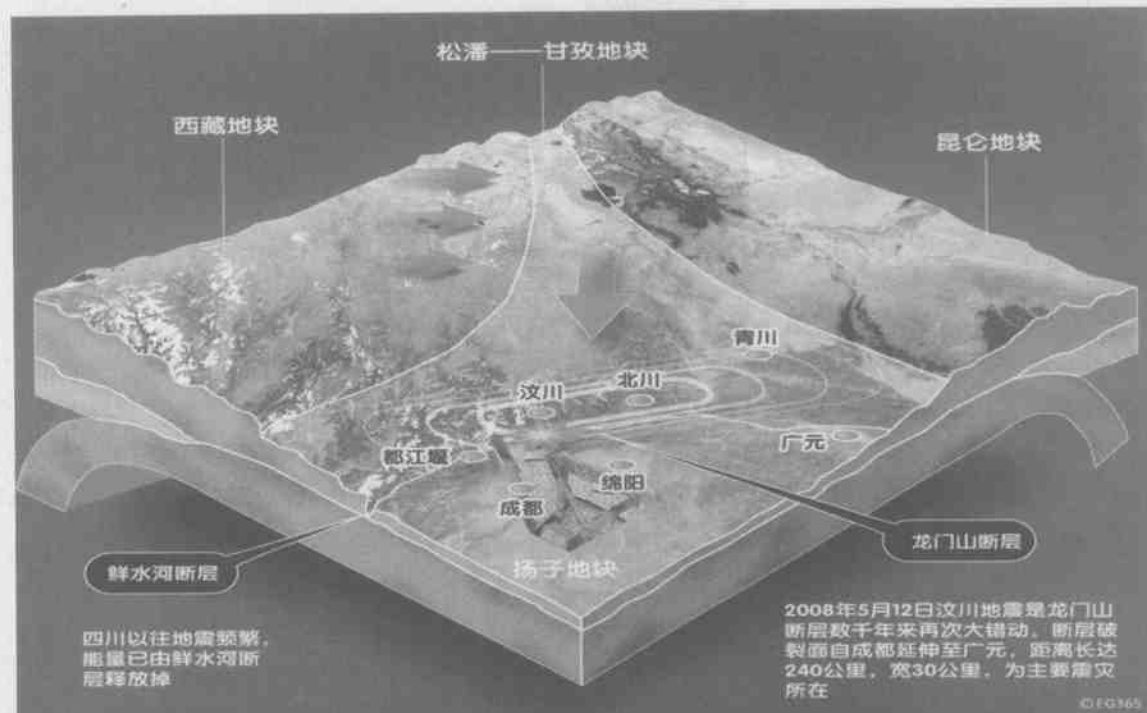 松潘——甘孜地块
西藏地块
昆仑地块
青川
汶川
北川
都江堰
广元
绵阳
成都
龙门山断层
鲜水河断层
扬子地块
四川以往地震频繁,
能量已由鲜水河断
层释放掉
2008年5月12日汶川地震是龙门山
断层数千年来再次大错动。断层破
裂面自成都延伸至广元,距离长达
240公里,宽30公里,为主要震灾
所在
©EG365